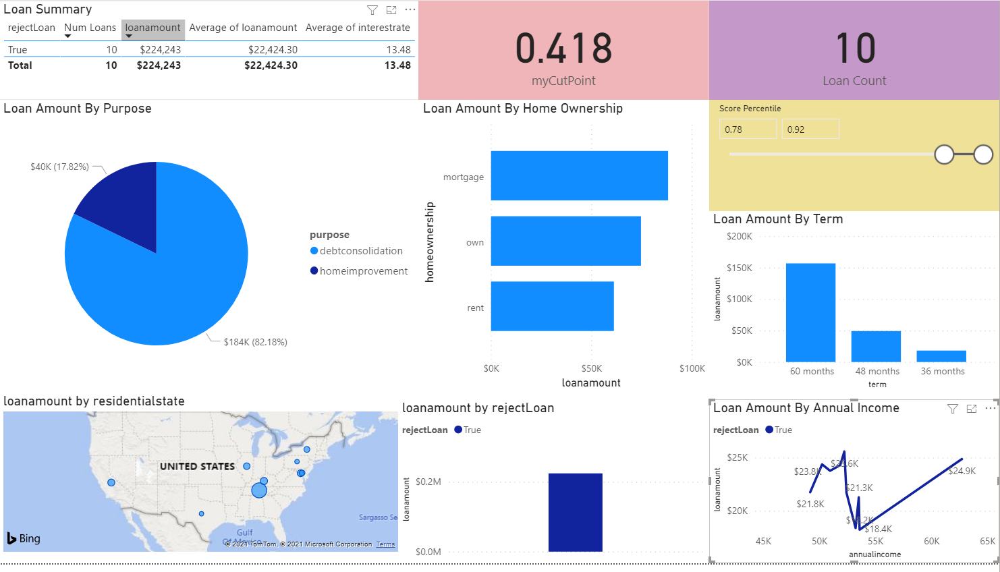 Loan Summary
rejectLoan Num Loans loanamount Average of loanamount Average of interestrate
True 10 $224,243 $22,424.30 13.48
Total 10 $224,243 $22,424.30 13.48
0.418
myCutPoint
10
Loan Count
Loan Amount By Purpose
$40K (17.82%)
$184K (82.18%)
purpose
debtconsolidation
homeimprovement
Loan Amount By Home Ownership
homeownership
mortgage
own
rent
$0K $50K $100K
loanamount
Score Percentile
0.78 0.92
Loan Amount By Term
loanamount
$200K
$150K
$100K
$50K
$0K
60 months 48 months 36 months
term
loanamount by residentialstate
UNITED STATES
Sargasso Se
Gulf
Of Mexico
Bing
© 2021 TomTom, © 2021 Microsoft Corporation Terms
loanamount by rejectLoan
rejectLoan True
loanamount
$0.2M
$0.0M
Loan Amount By Annual Income
rejectLoan True
loanamount
$25K
$20K
$23.8K
$21.8K
$21.3K
$18.4K
$24.9K
45K 50K 55K 60K 65K
annualincome